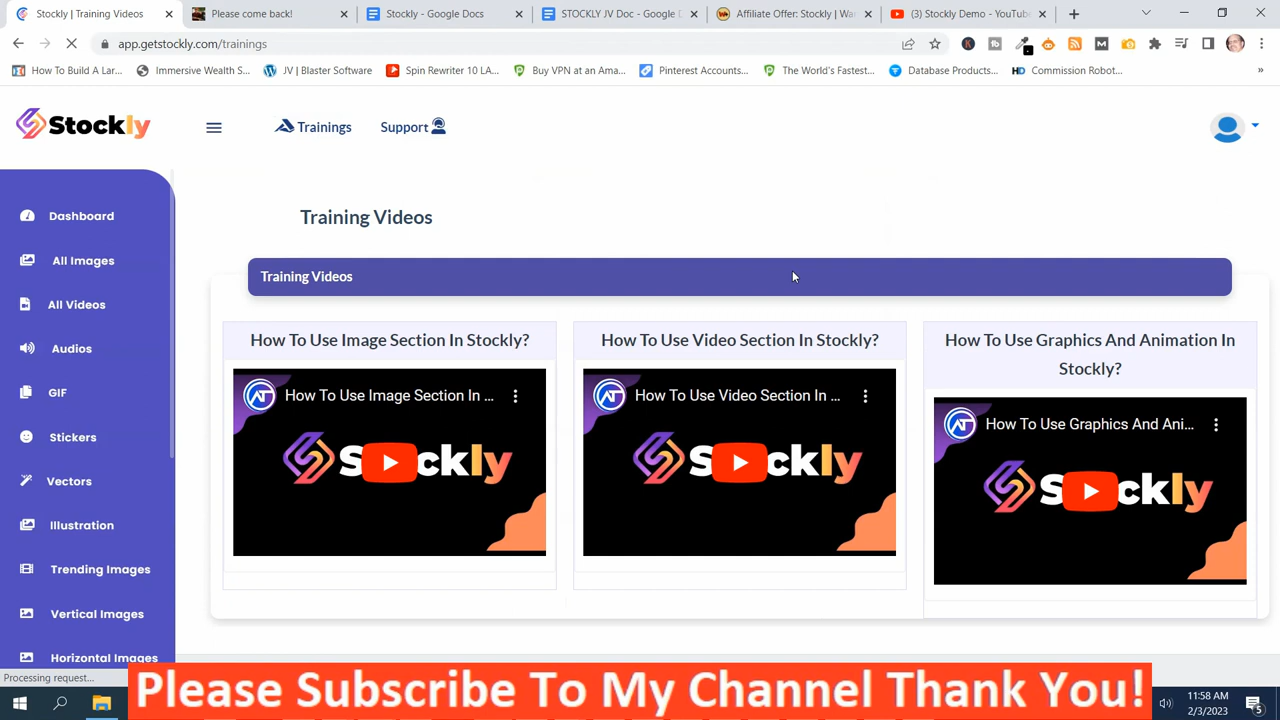 Stockly | Training Videos
Please come back!
Stockly - Google Docs
STOCKLY JV Doc - Google D
Affiliate Offer: Stockly | Wa
(3) Stockly Demo - YouTube
app.getstockly.com/trainings
How To Build A Lar...
Immersive Wealth S...
JV | Blaster Software
Spin Rewriter 10 LA...
Buy VPN at an Ama...
Pinterest Accounts...
The World's Fastest...
Database Products...
Commission Robot...
Stockly
Trainings
Support
Dashboard
All Images
All Videos
Audios
GIF
Stickers
Vectors
Illustration
Trending Images
Vertical Images
Horizontal Images
Training Videos
Training Videos
How To Use Image Section In Stockly?
How To Use Image Section In ...
Stockly
How To Use Video Section In Stockly?
How To Use Video Section In ...
Stockly
How To Use Graphics And Animation In
Stockly?
How To Use Graphics And Ani...
Stockly
Processing request...
Please Subscribe To My Channel Thank You!
11:58 AM
2/3/2023
5